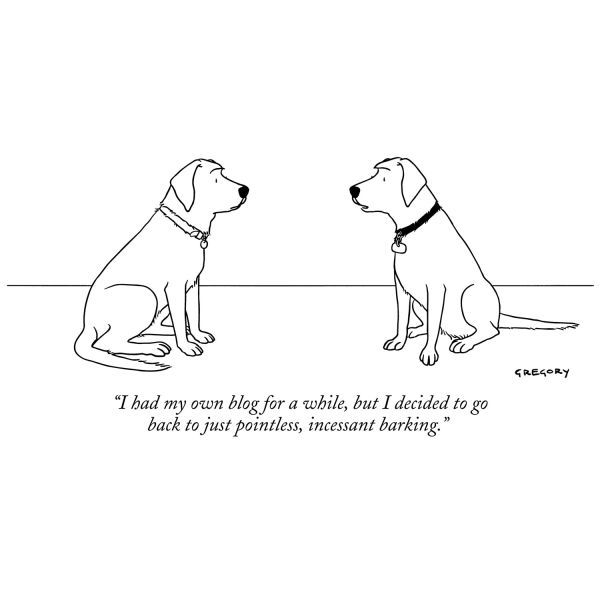 GREGORY
“I had my own blog for a while, but I decided to go
back to just pointless, incessant barking.”